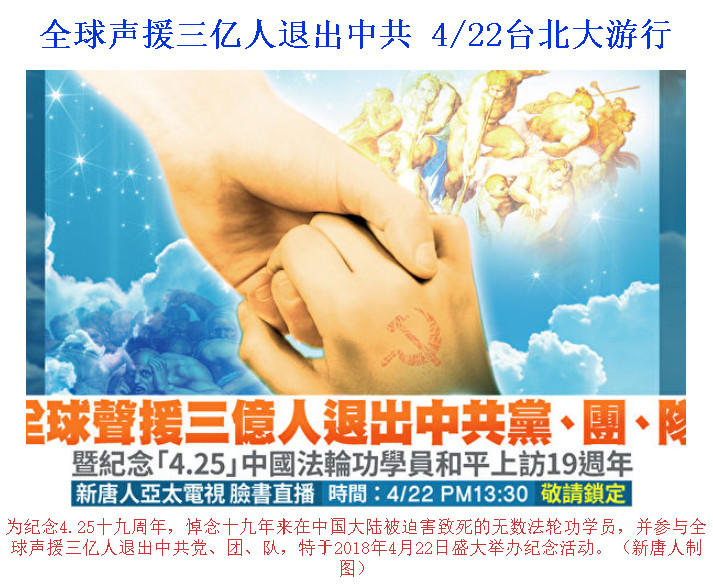 全球声援三亿人退出中共 4/22台北大游行
全球聲援三億人退出中共黨、團、隊
暨紀念「4.25」中國法輪功學員和平上訪19週年
新唐人亞太電視 臉書直播 時間：4/22 PM13:30 敬請鎖定
为纪念4.25十九周年，悼念十九年来在中国大陆被迫害致死的无数法轮功学员，并参与全
球声援三亿人退出中共党、团、队，特于2018年4月22日盛大举办纪念活动。（新唐人制
图）